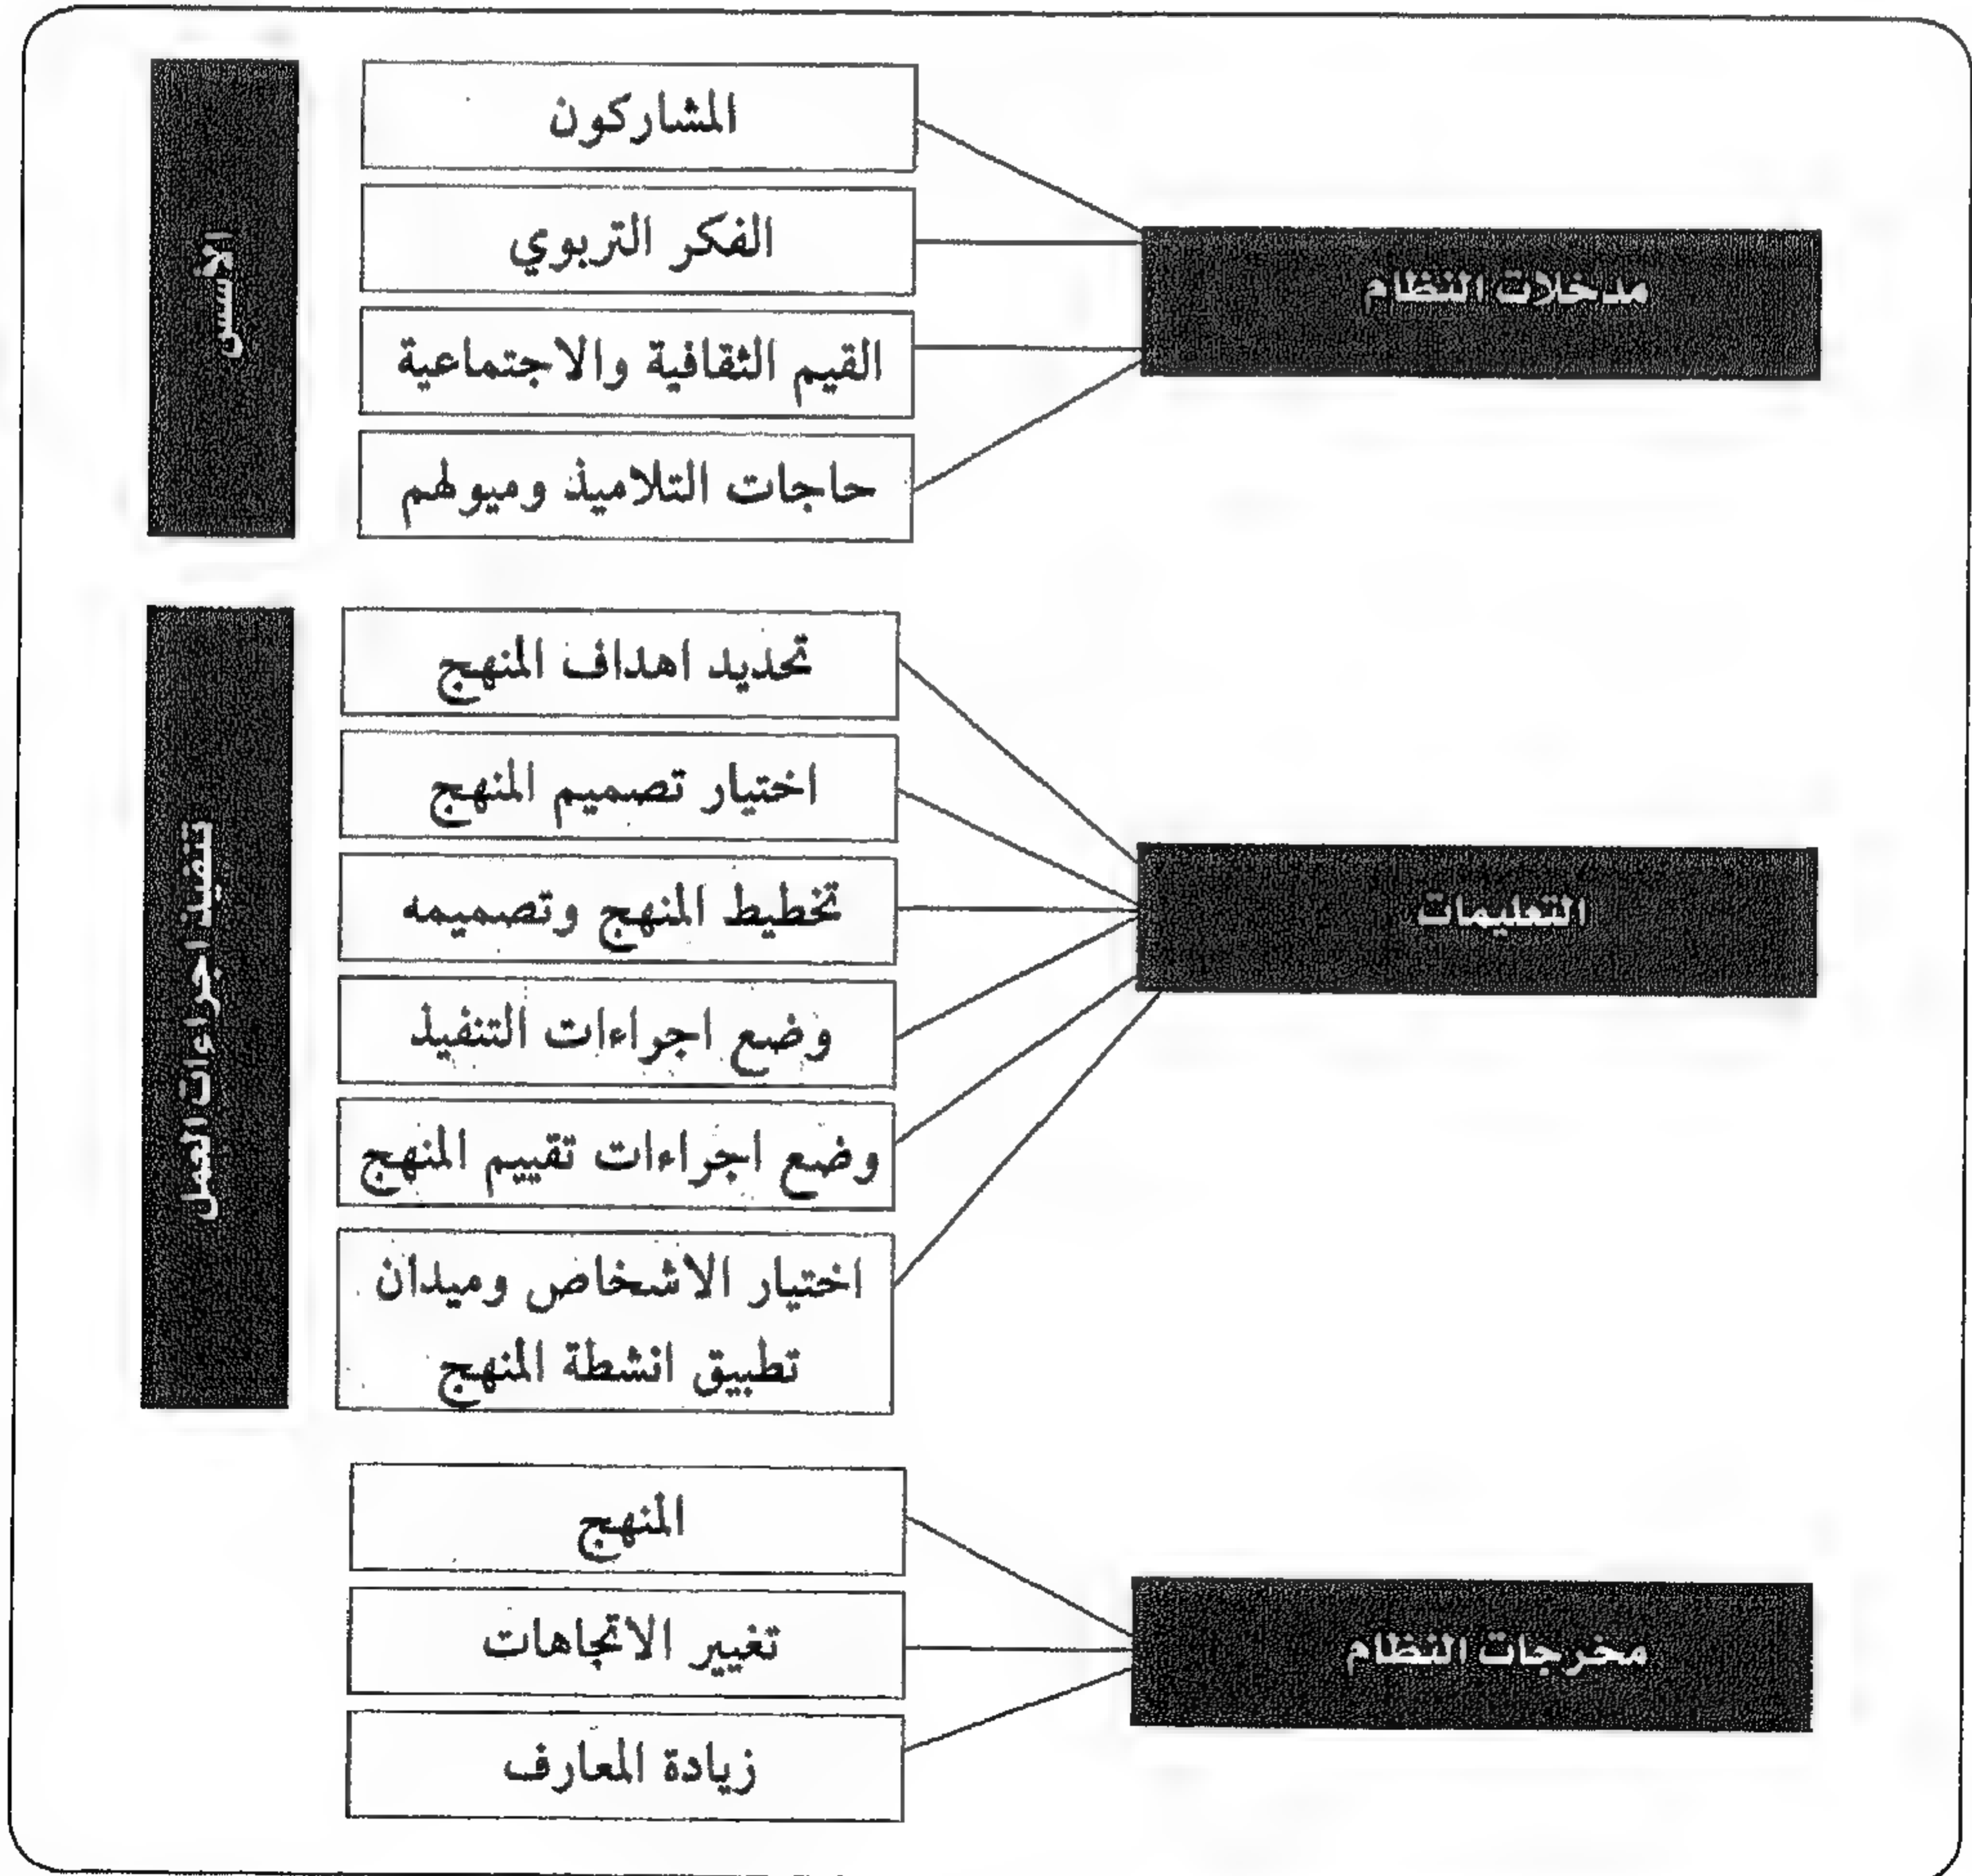 مدخلات النظام
المشاركون
الفكر التربوي
القيم الثقافية والاجتماعية
حاجات التلاميذ وميولهم
الأسس
التعليمات
تحديد اهداف المنهج
اختيار تصميم المنهج
تخطيط المنهج وتصميمه
وضع اجراءات التنفيذ
وضع اجراءات تقييم المنهج
اختيار الاشخاص وميدان
تطبيق انشطة المنهج
تنفيذ اجراءات العمل
مخرجات النظام
المنهج
تغيير الاتجاهات
زيادة المعارف